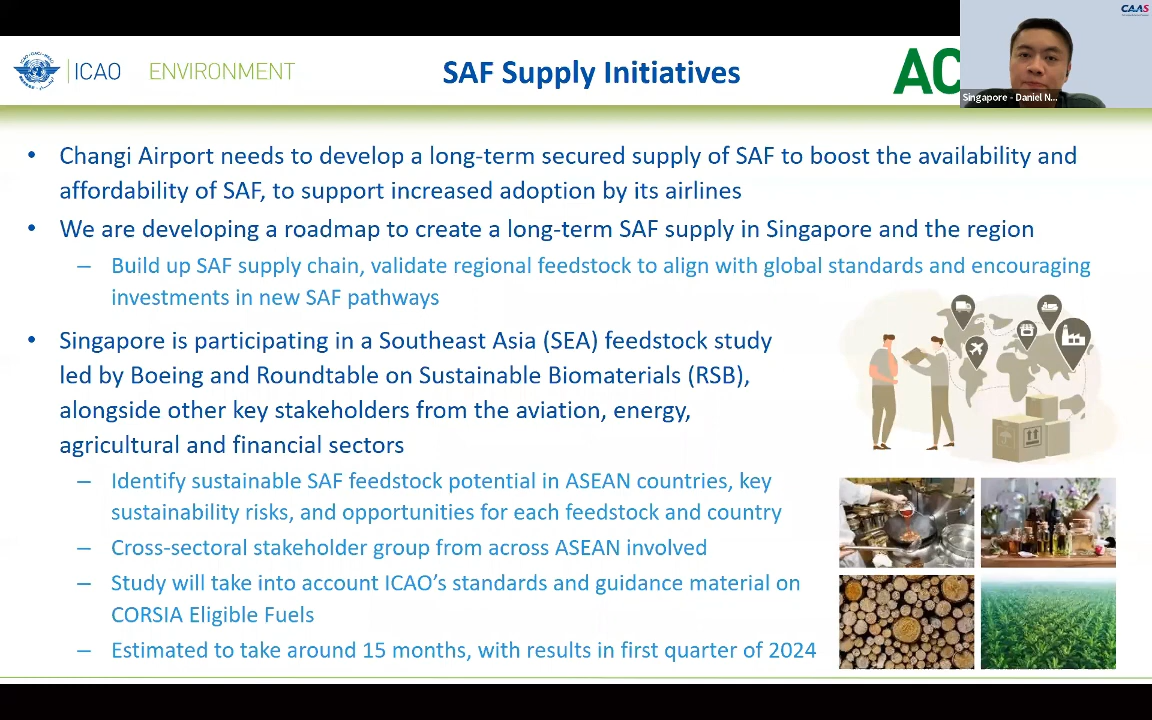 CAAS
ICAO
ENVIRONMENT
SAF Supply Initiatives
AC
Singapore - Daniel N...
• Changi Airport needs to develop a long-term secured supply of SAF to boost the availability and
affordability of SAF, to support increased adoption by its airlines
• We are developing a roadmap to create a long-term SAF supply in Singapore and the region
– Build up SAF supply chain, validate regional feedstock to align with global standards and encouraging
investments in new SAF pathways
• Singapore is participating in a Southeast Asia (SEA) feedstock study
led by Boeing and Roundtable on Sustainable Biomaterials (RSB),
alongside other key stakeholders from the aviation, energy,
agricultural and financial sectors
– Identify sustainable SAF feedstock potential in ASEAN countries, key
sustainability risks, and opportunities for each feedstock and country
– Cross-sectoral stakeholder group from across ASEAN involved
– Study will take into account ICAO's standards and guidance material on
CORSIA Eligible Fuels
– Estimated to take around 15 months, with results in first quarter of 2024